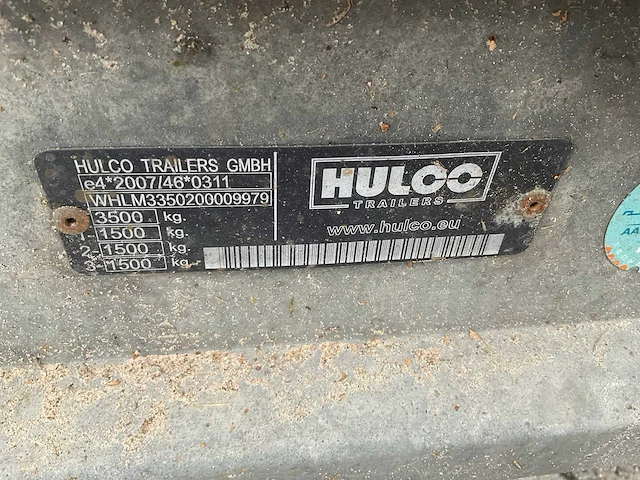 HULCO TRAILERS GMBH
e4*2007/46*0311
WHLM3350200009979
3500 kg.
1- 1500 kg.
2- 1500 kg.
3- 1500 kg.
HULCO
TRAILERS
www.hulco.eu
AA